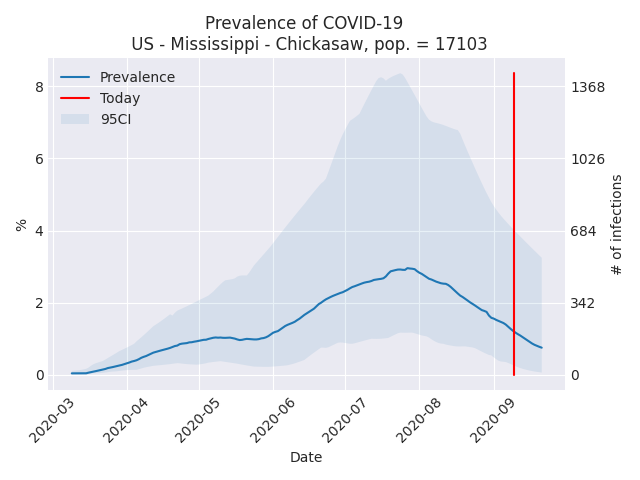 Prevalence of COVID-19
US - Mississippi - Chickasaw, pop. = 17103
Prevalence
Today
95CI
8
6
4
2
0
%
1368
1026
684
342
0
# of infections
2020-03
2020-04
2020-05
2020-06
2020-07
2020-08
2020-09
Date